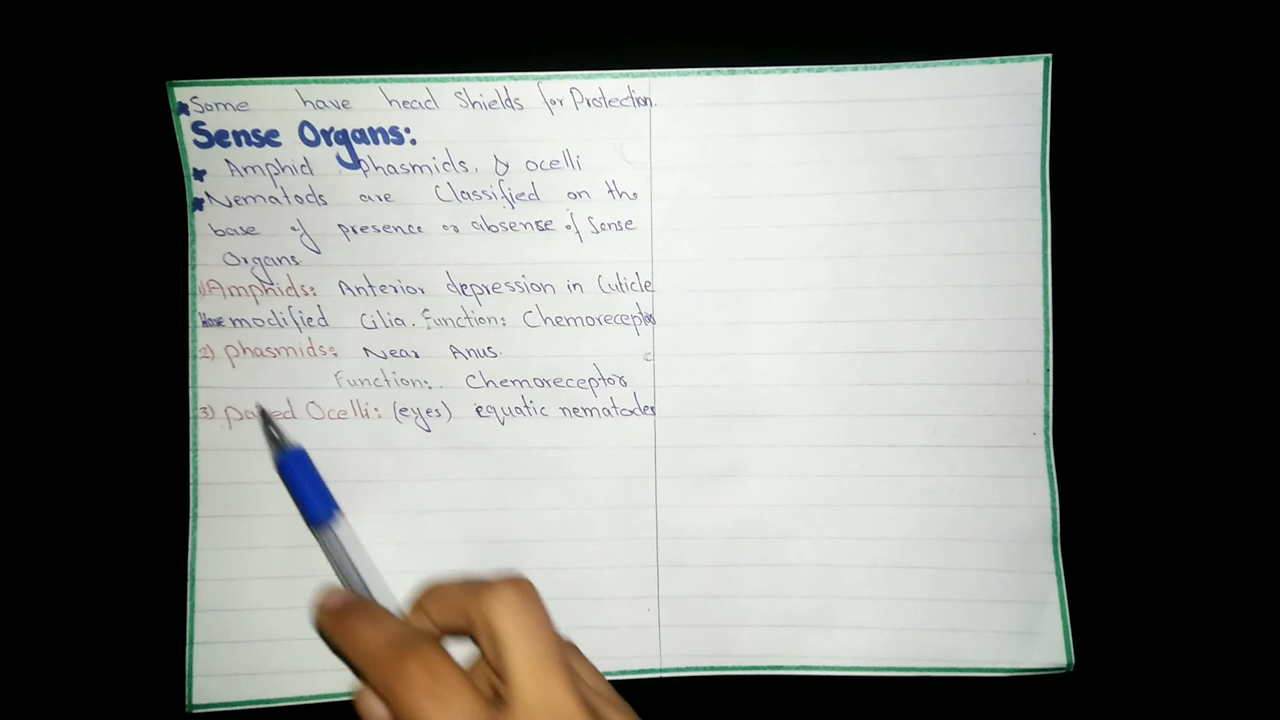 Some have head Shields for Protection.
Sense Organs:
Amphid Phasmids, & ocelli
Nematods are Classified on the
base of presence or absense of Sense
Organs.
1) Amphids: Anterior depression in Cuticle
Have modified Cilia. Function: Chemoreceptor
2) phasmids: Near Anus.
Function: Chemoreceptor
3) paired Ocelli: (eyes) equatic nematodes